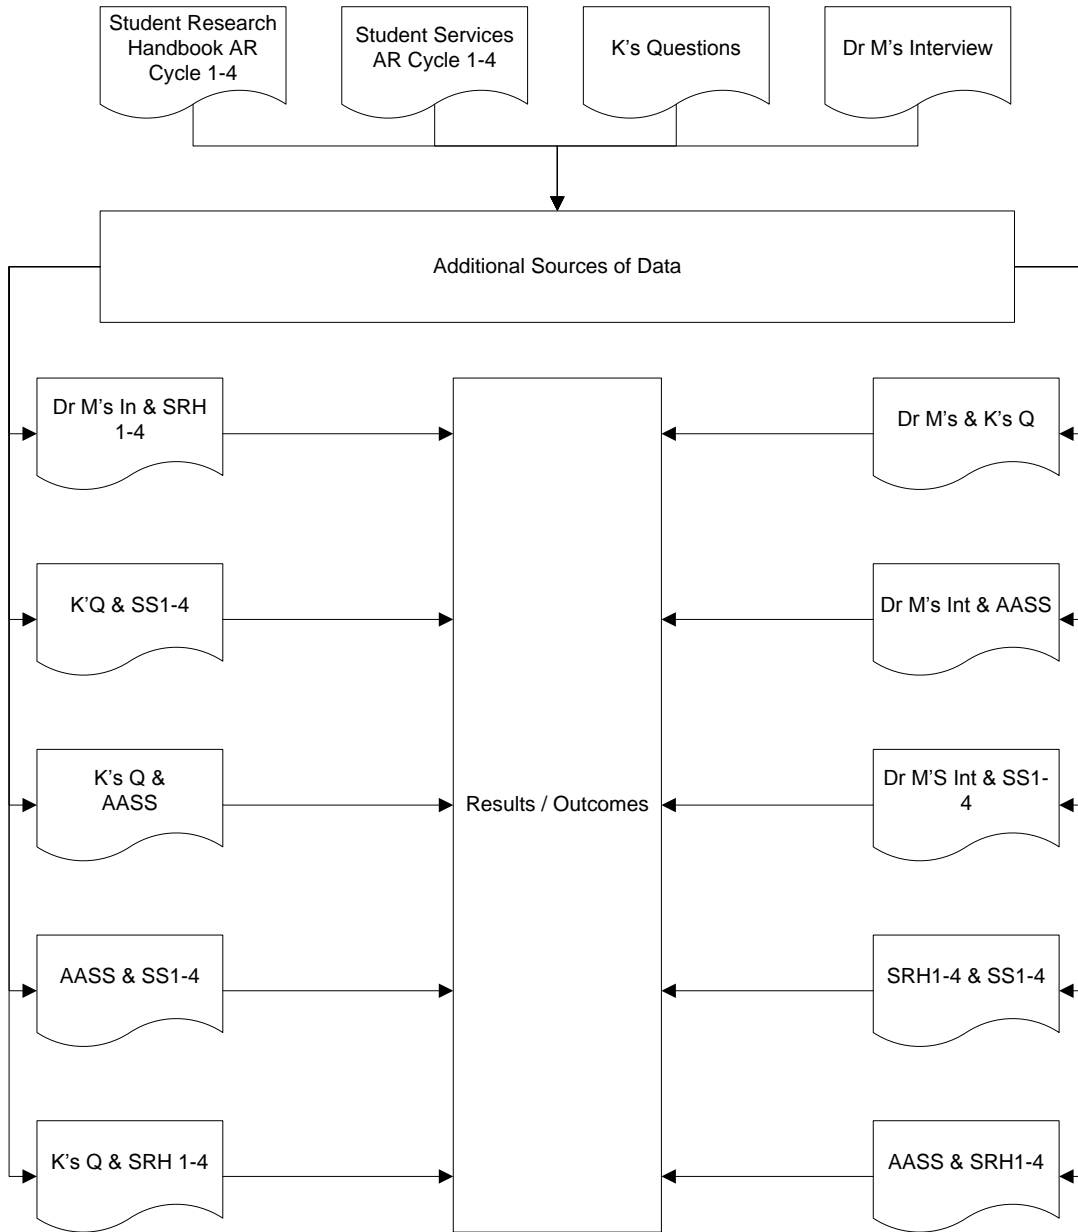 Student Research
Handbook AR
Cycle 1-4
Student Services
AR Cycle 1-4
K's Questions
Dr M's Interview
Additional Sources of Data
Dr M's In & SRH
1-4
Dr M's & K's Q
K'Q & SS1-4
Dr M's Int & AASS
K's Q &
AASS
Results / Outcomes
Dr M'S Int & SS1-
4
AASS & SS1-4
SRH1-4 & SS1-4
K's Q & SRH 1-4
AASS & SRH1-4